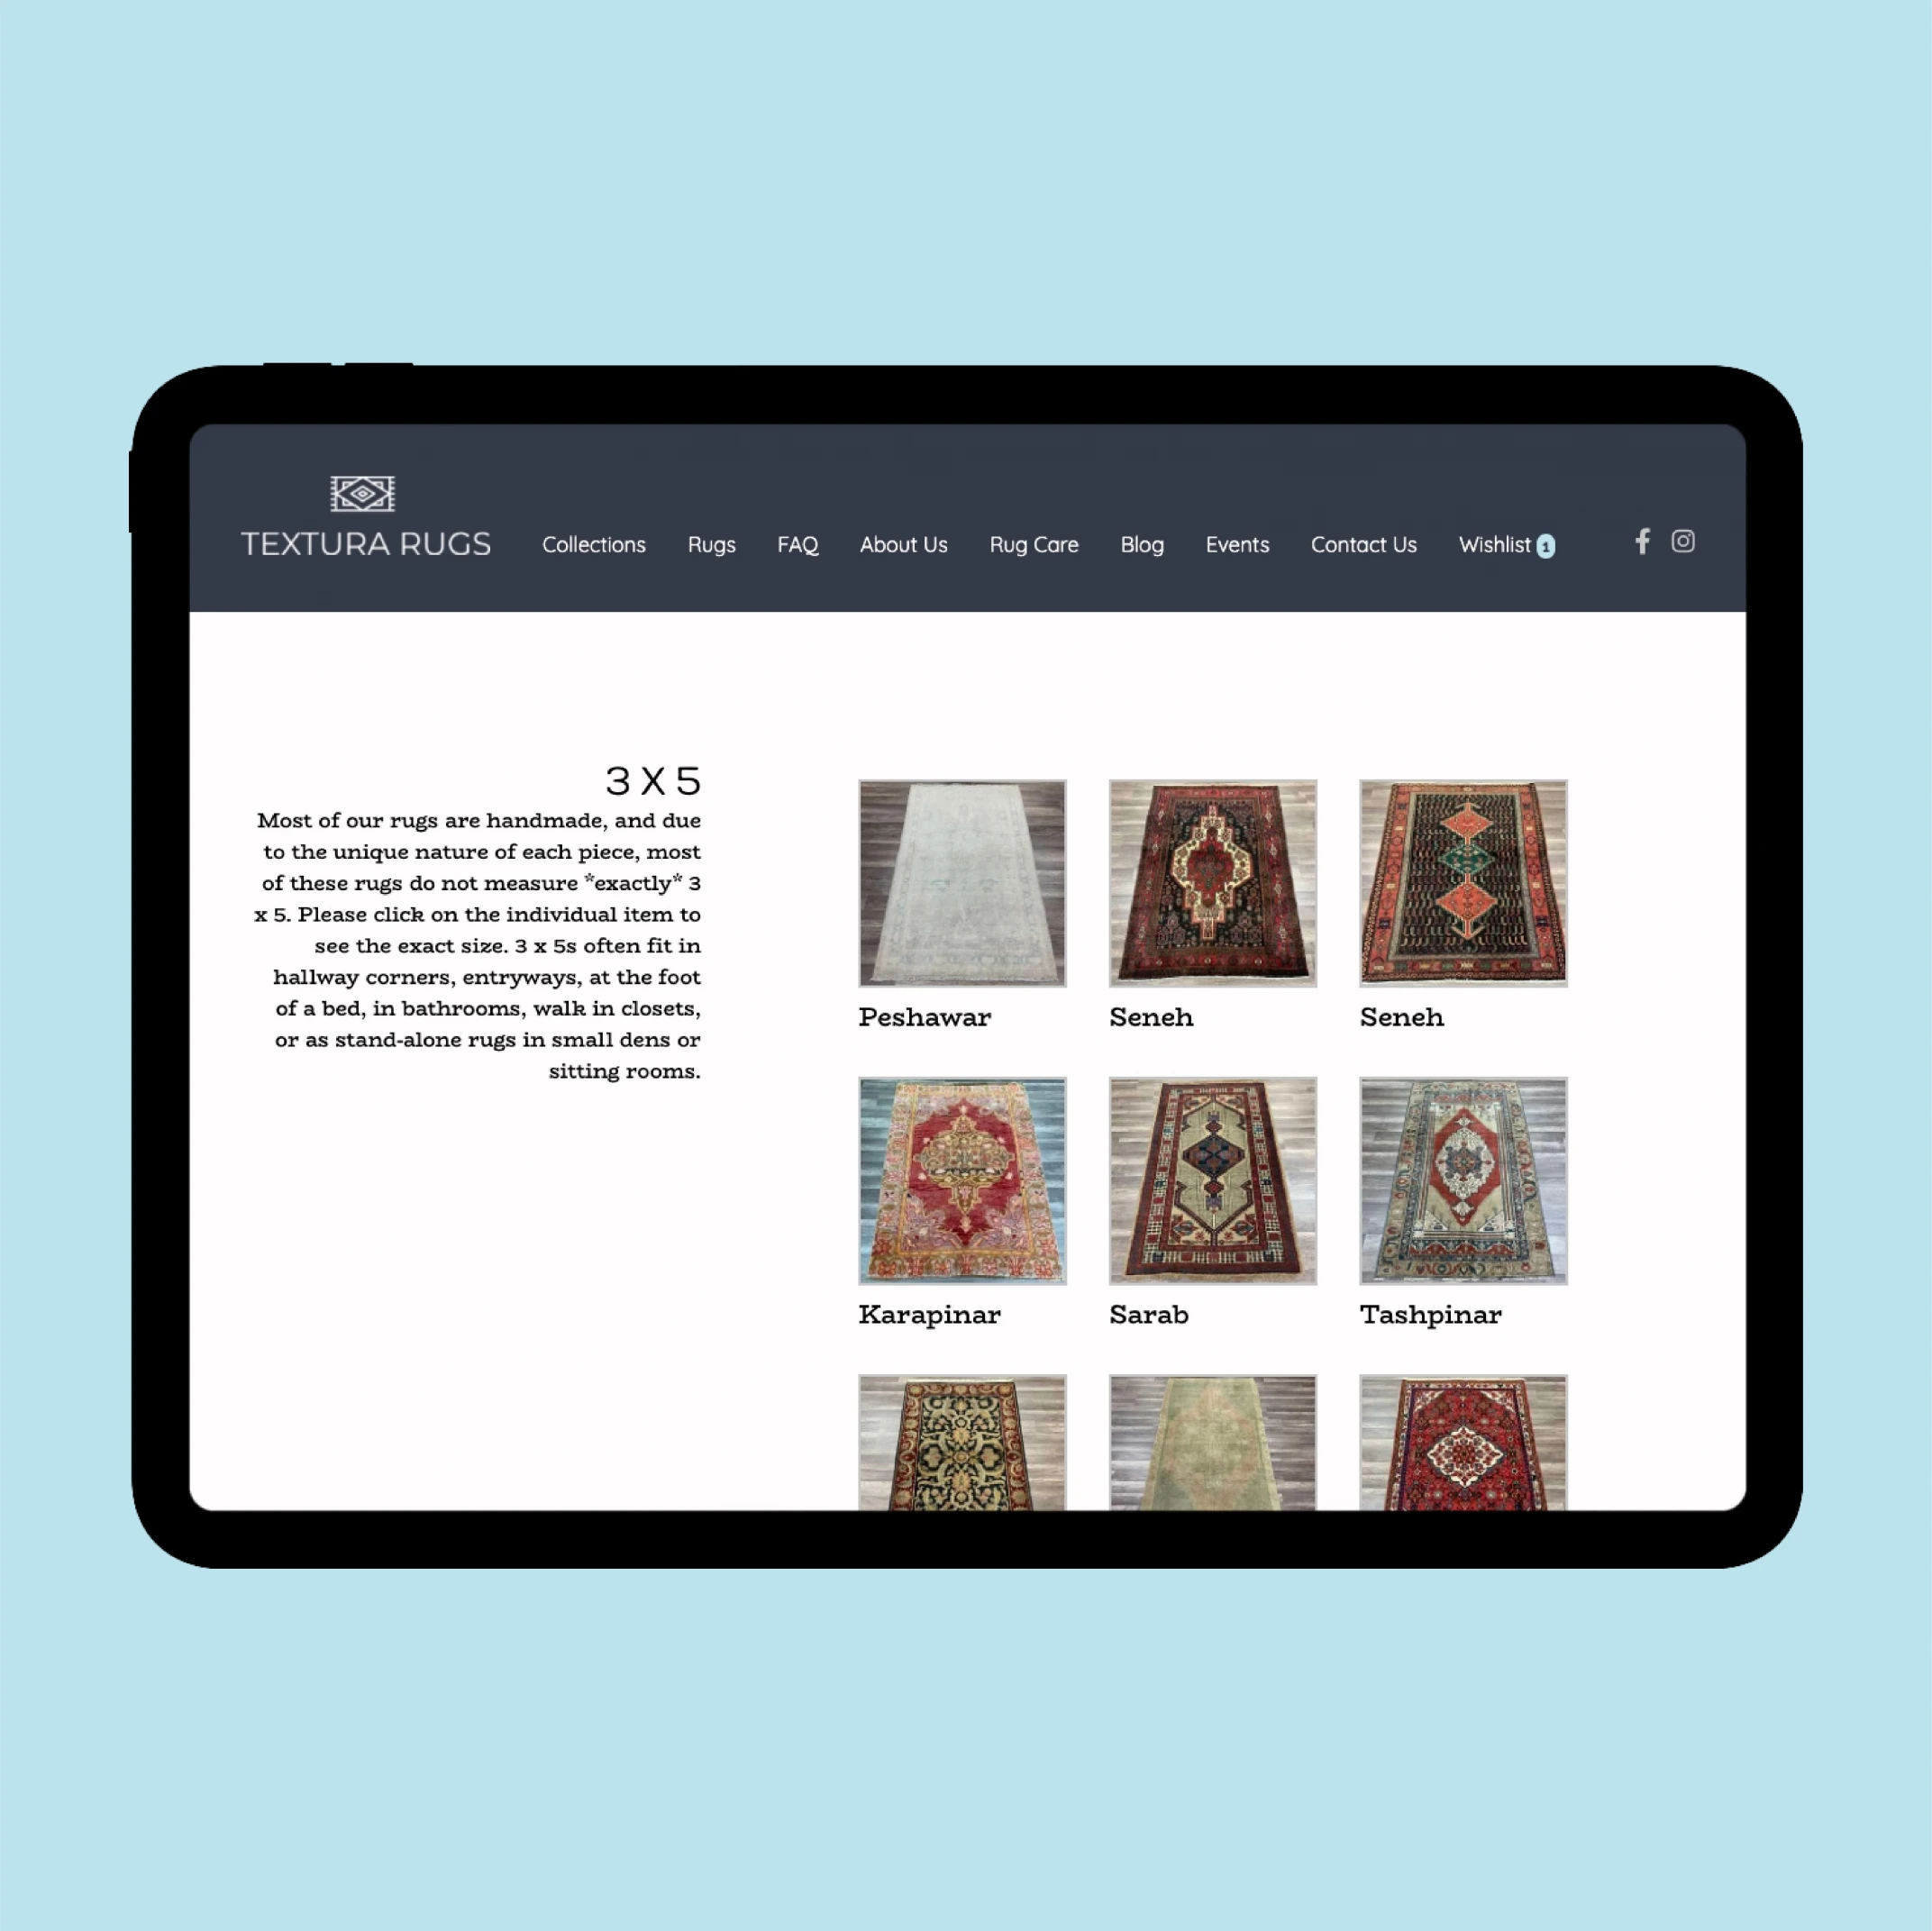 TEXTURA RUGS
Collections Rugs FAQ About Us Rug Care Blog Events Contact Us Wishlist 1
3 X 5
Most of our rugs are handmade, and due
to the unique nature of each piece, most
of these rugs do not measure *exactly* 3
x 5. Please click on the individual item to
see the exact size. 3 x 5s often fit in
hallway corners, entryways, at the foot
of a bed, in bathrooms, walk in closets,
or as stand-alone rugs in small dens or
sitting rooms.
Peshawar
Seneh
Seneh
Karapinar
Sarab
Tashpinar